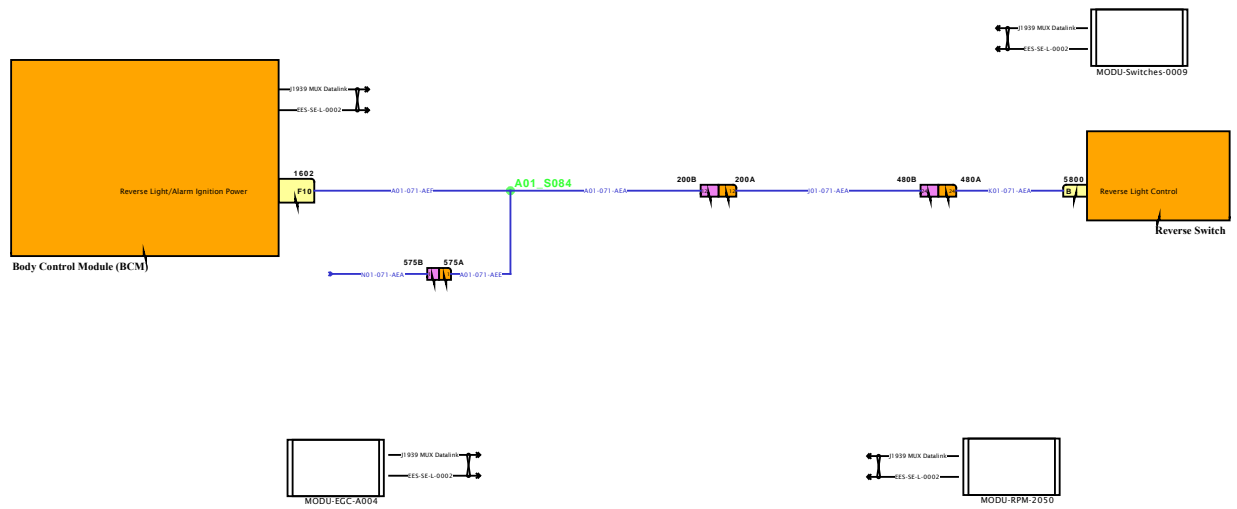 J1939 MUX Datalink
EES-SE-L-0002
MODU-Switches-0009
J1939 MUX Datalink
EES-SE-L-0002
1602
Reverse Light/Alarm Ignition Power
F10
A01-071-AEF
A01_S084
A01-071-AEA
200B
200A
12
J01-071-AEA
480B
480A
K01-071-AEA
5800
B
Reverse Light Control
Reverse Switch
Body Control Module (BCM)
575B
575A
N01-071-AEA
A01-071-AEE
J1939 MUX Datalink
EES-SE-L-0002
MODU-EGC-A004
J1939 MUX Datalink
EES-SE-L-0002
MODU-RPM-2050